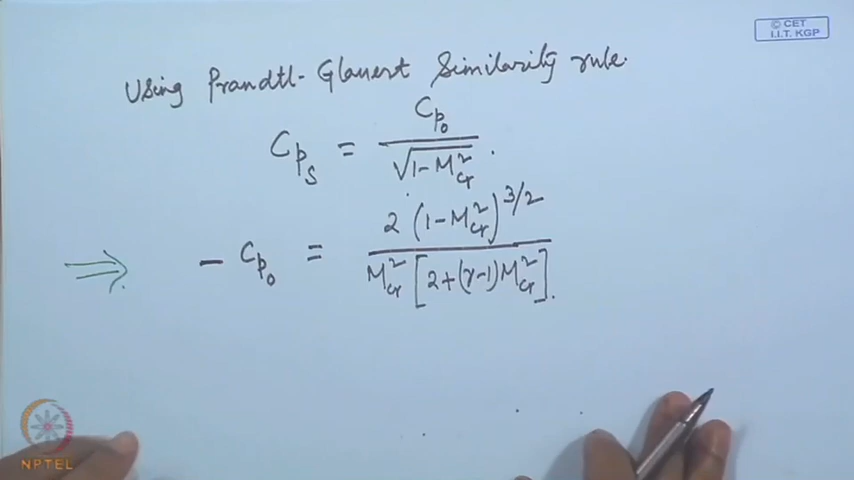 © CET
I.I.T. KGP
Using Prandtl-Glauert Similarity rule.
C_{p_s} = C_{p_0} / √(1-M_{cr}^2) .
⇒ - C_{p_0} = 2 (1-M_{cr}^2)^{3/2} / M_{cr}^2 [2+(γ-1)M_{cr}^2] .
NPTEL